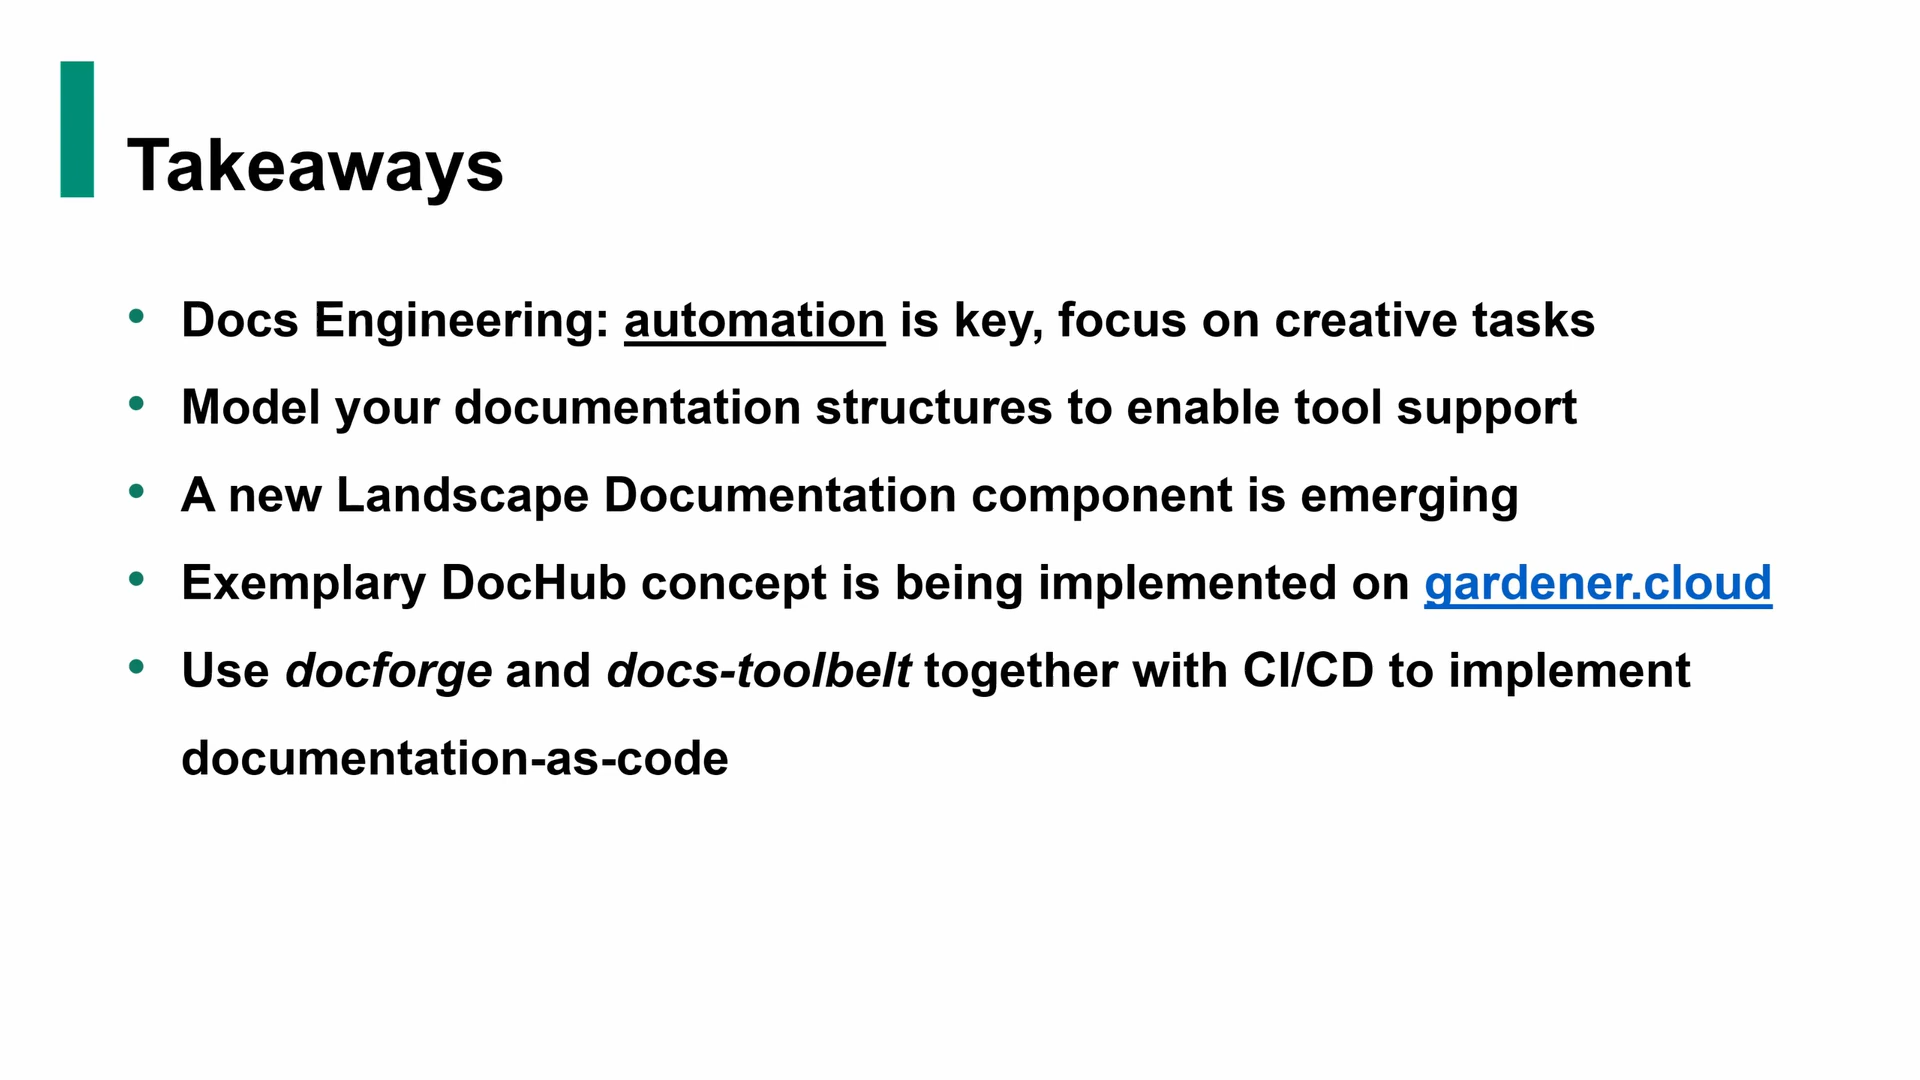 Takeaways
• Docs Engineering: automation is key, focus on creative tasks
• Model your documentation structures to enable tool support
• A new Landscape Documentation component is emerging
• Exemplary DocHub concept is being implemented on gardener.cloud
• Use docforge and docs-toolbelt together with CI/CD to implement
documentation-as-code